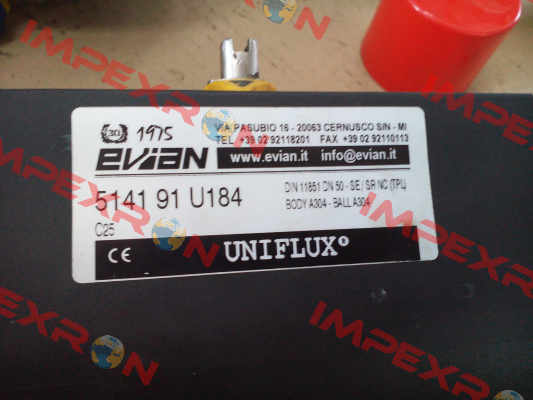 30 1975
VIA PASUBIO 16 - 20063 CERNUSCO S/N - MI
TEL +39 02 92118201 FAX +39 02 92110113
EVIAN www.evian.it info@evian.it
5141 91 U184 DIN 11851 DN 50 - SE / SR NC (TPL)
BODY A304 - BALL A304
C25
CE UNIFLUX®
IMPEXRON
IMPEXRON
IMPEXRON
IMPEXRON
IMPEXRON